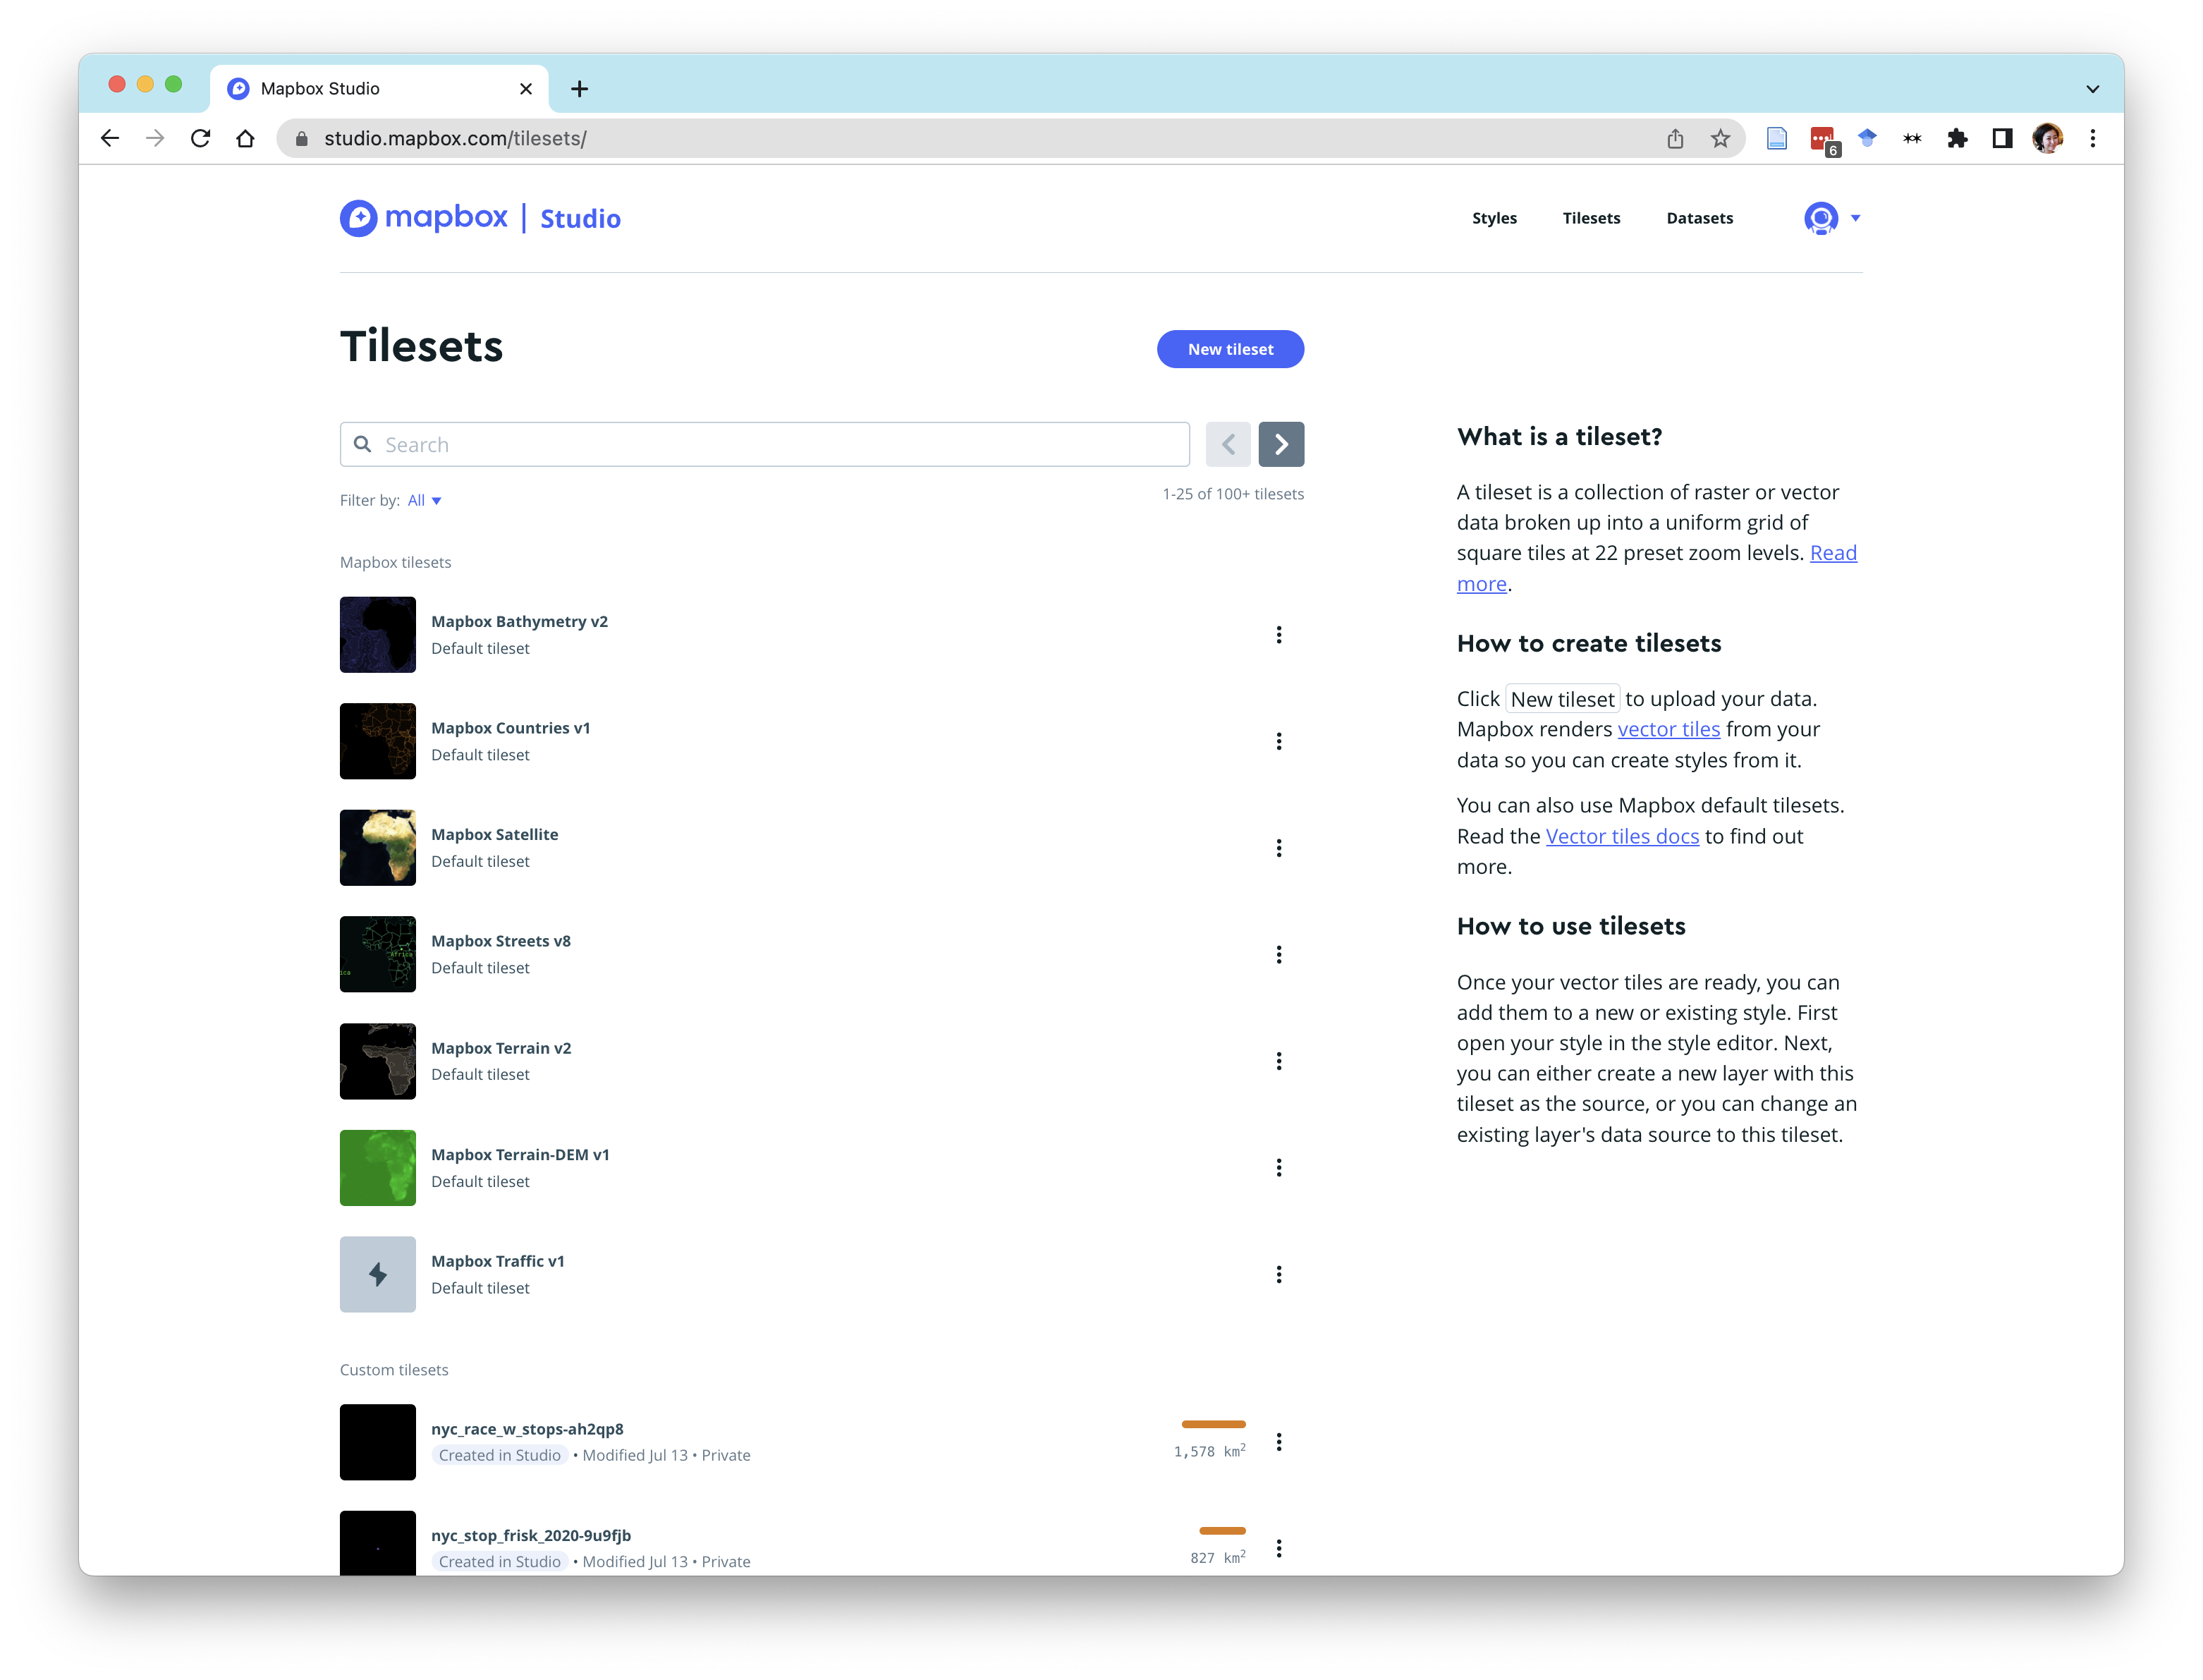 Mapbox Studio
studio.mapbox.com/tilesets/
6
mapbox | Studio
Styles
Tilesets
Datasets
Tilesets
New tileset
Search
Filter by: All
1-25 of 100+ tilesets
Mapbox tilesets
Mapbox Bathymetry v2
Default tileset
Mapbox Countries v1
Default tileset
Mapbox Satellite
Default tileset
Mapbox Streets v8
Default tileset
Africa
ica
Mapbox Terrain v2
Default tileset
Mapbox Terrain-DEM v1
Default tileset
Mapbox Traffic v1
Default tileset
Custom tilesets
nyc_race_w_stops-ah2qp8
Created in Studio • Modified Jul 13 • Private
1,578 km²
nyc_stop_frisk_2020-9u9fjb
Created in Studio • Modified Jul 13 • Private
827 km²
What is a tileset?
A tileset is a collection of raster or vector
data broken up into a uniform grid of
square tiles at 22 preset zoom levels. Read
more.
How to create tilesets
Click New tileset to upload your data.
Mapbox renders vector tiles from your
data so you can create styles from it.
You can also use Mapbox default tilesets.
Read the Vector tiles docs to find out
more.
How to use tilesets
Once your vector tiles are ready, you can
add them to a new or existing style. First
open your style in the style editor. Next,
you can either create a new layer with this
tileset as the source, or you can change an
existing layer's data source to this tileset.